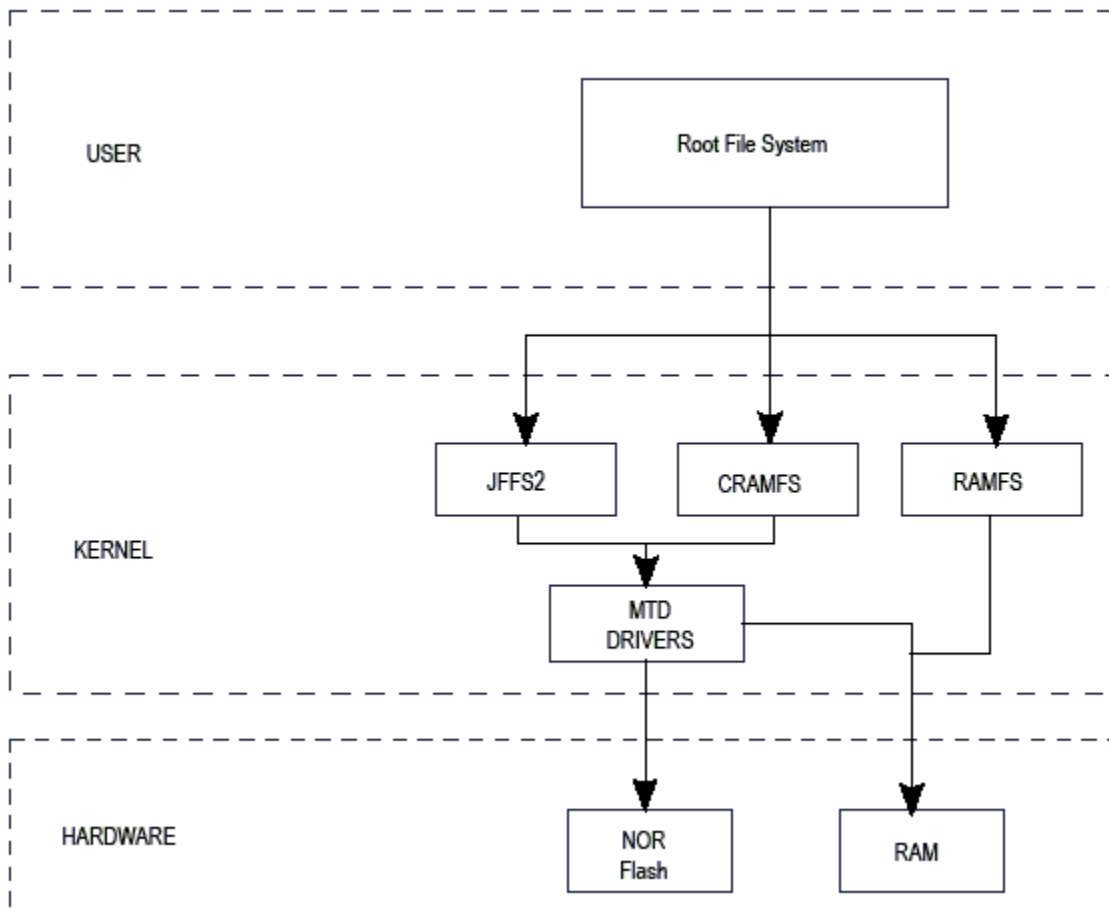 USER
Root File System
JFFS2
CRAMFS
RAMFS
KERNEL
MTD
DRIVERS
HARDWARE
NOR
Flash
RAM